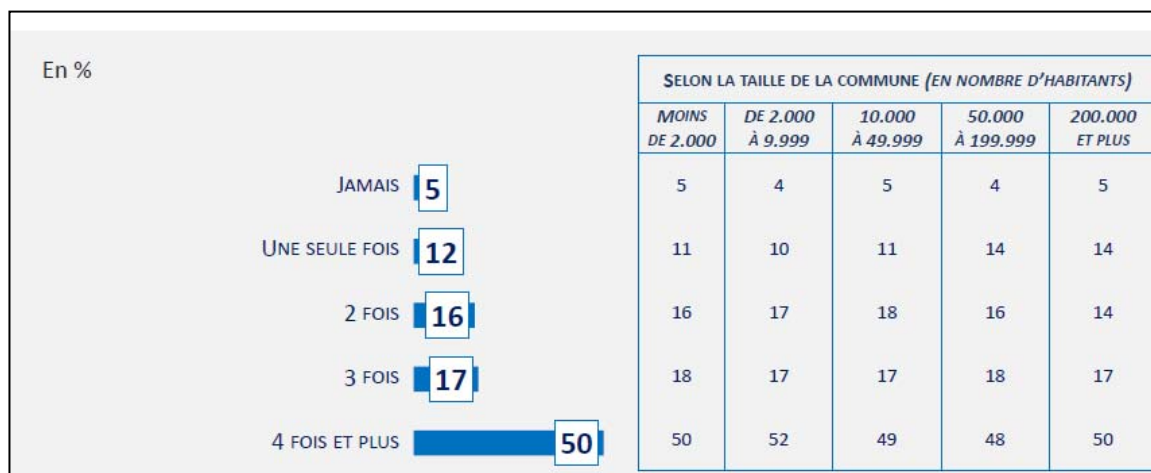 En %
SELON LA TAILLE DE LA COMMUNE (EN NOMBRE D'HABITANTS)
MOINS DE 2.000 DE 2.000 À 9.999 10.000 À 49.999 50.000 À 199.999 200.000 ET PLUS
JAMAIS 5 5 4 5 4 5
UNE SEULE FOIS 12 11 10 11 14 14
2 FOIS 16 16 17 18 16 14
3 FOIS 17 18 17 17 18 17
4 FOIS ET PLUS 50 50 52 49 48 50